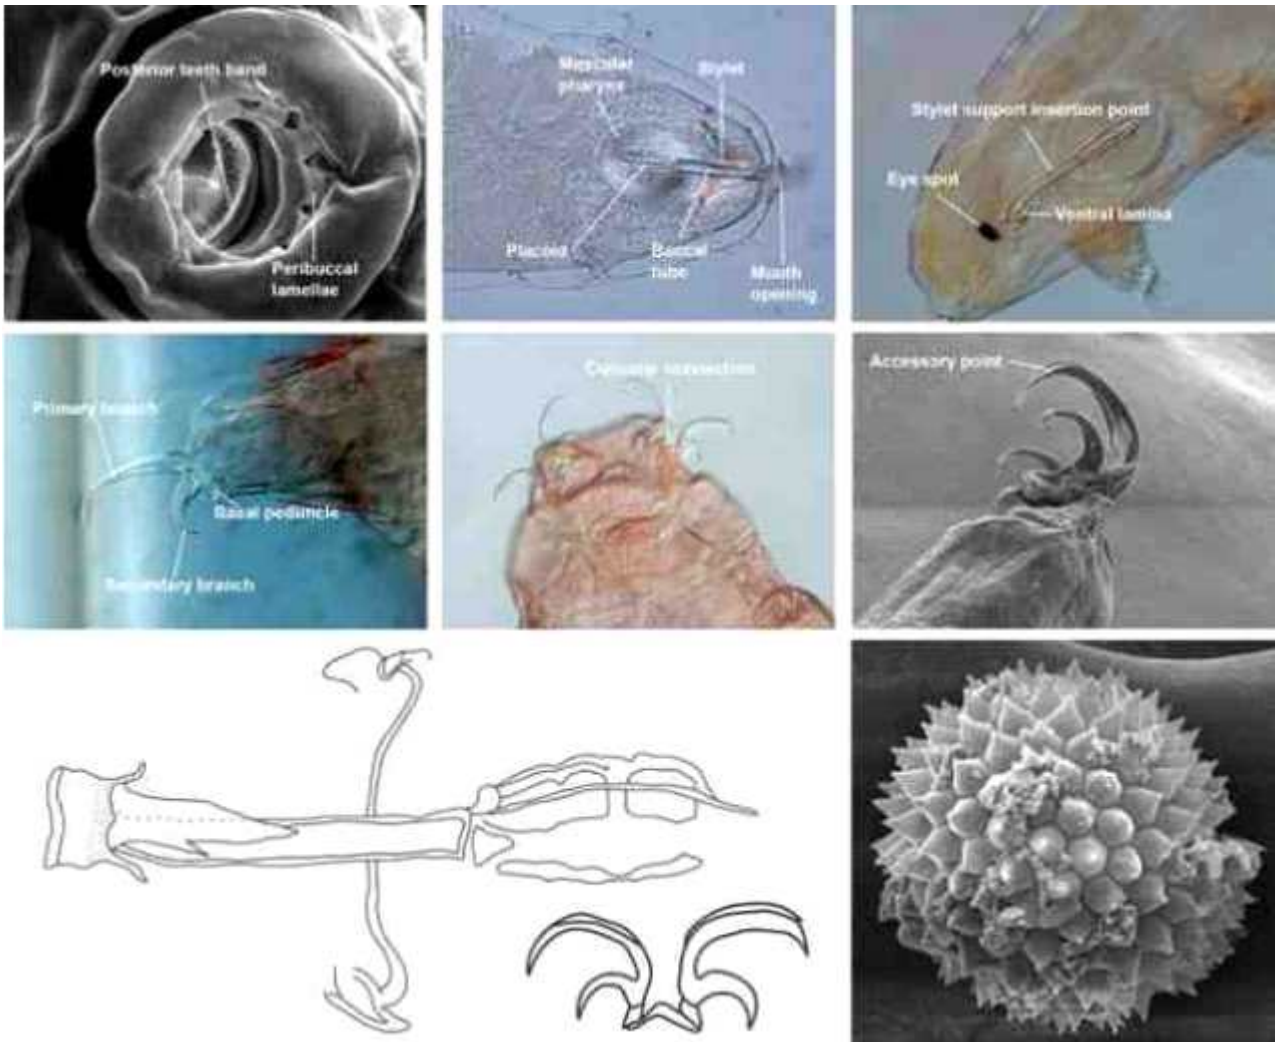 Posterior teeth band
Peribuccal
lamellae
Muscular
pharynx
Stylet
Placoid
Buccal
tube
Mouth
opening
Stylet support insertion point
Eye spot
Ventral lamina
Primary branch
Basal peduncle
Secondary branch
Cuticular connection
Accessory point